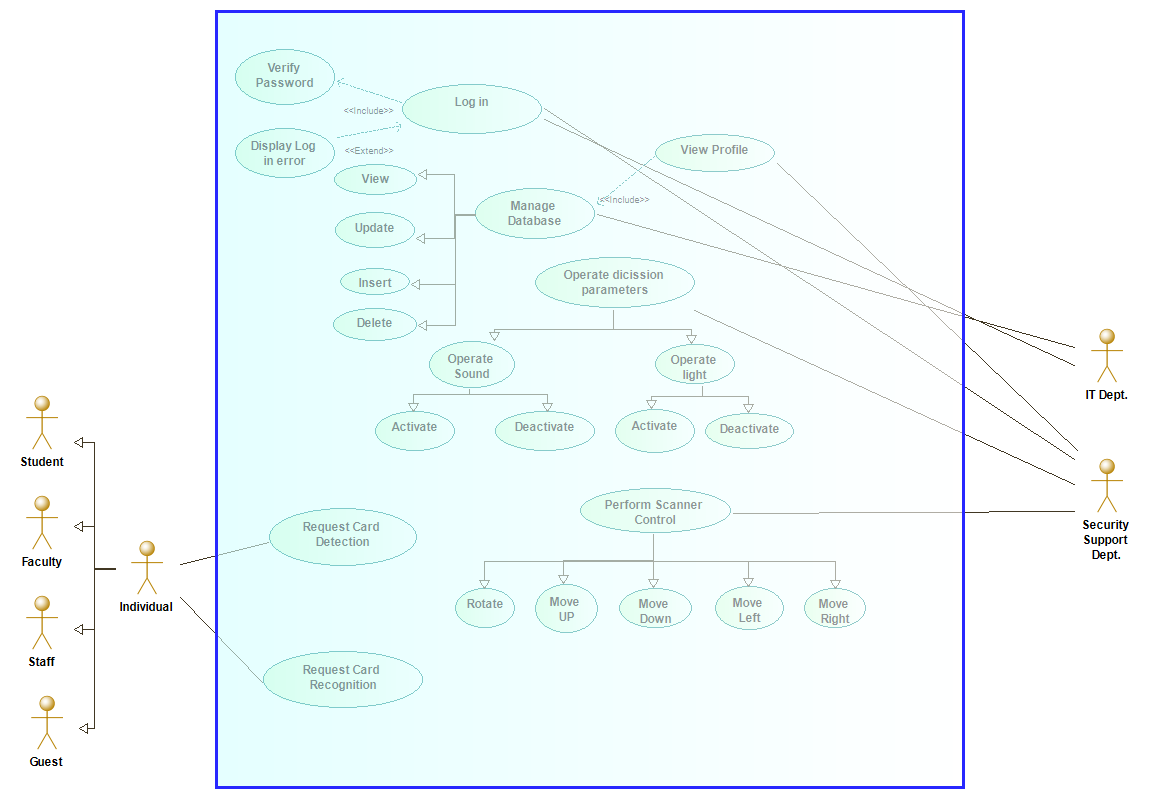 Verify
Password
Log in
<<Include>>
Display Log
in error
<<Extend>>
View Profile
View
<<Include>>
Manage
Database
Update
Operate dicission
parameters
Insert
Delete
Operate
Sound
Operate
light
IT Dept.
Activate
Deactivate
Activate
Deactivate
Student
Perform Scanner
Control
Security
Support
Dept.
Request Card
Detection
Faculty
Individual
Rotate
Move
UP
Move
Down
Move
Left
Move
Right
Staff
Request Card
Recognition
Guest